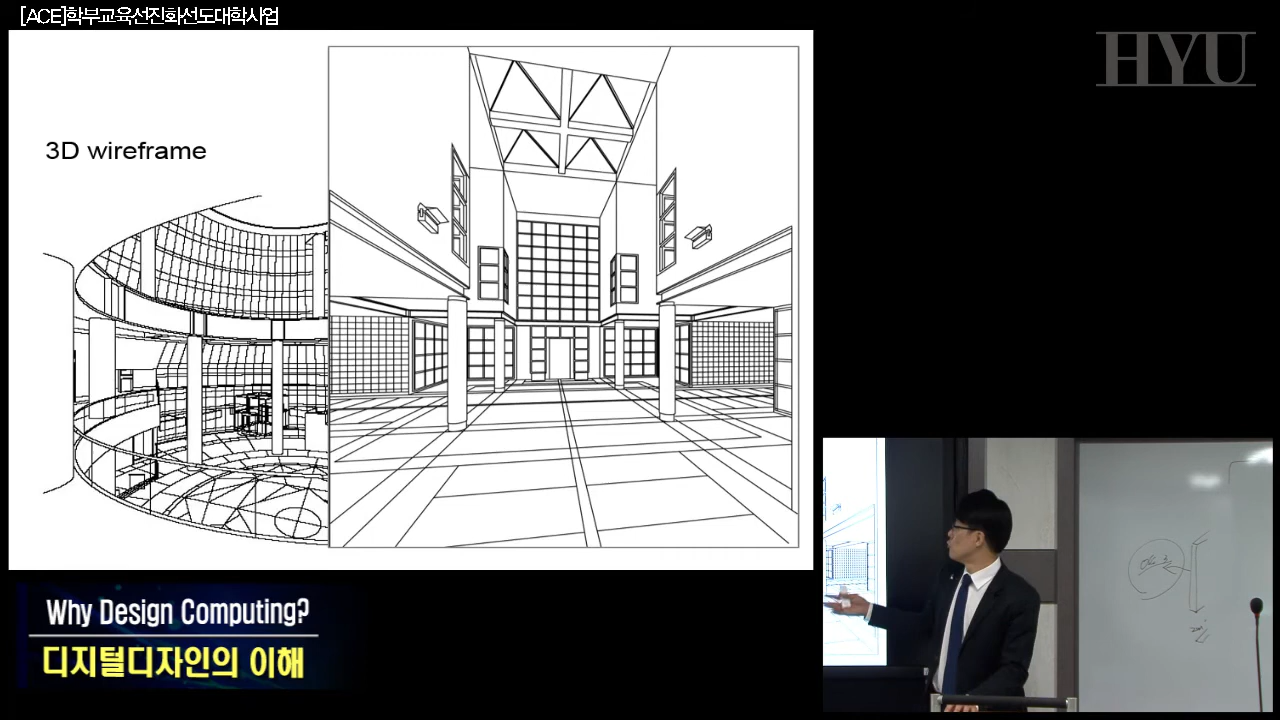 [ACE]학부교육선진화선도대학사업
HYU
3D wireframe
Why Design Computing?
디지털디자인의 이해